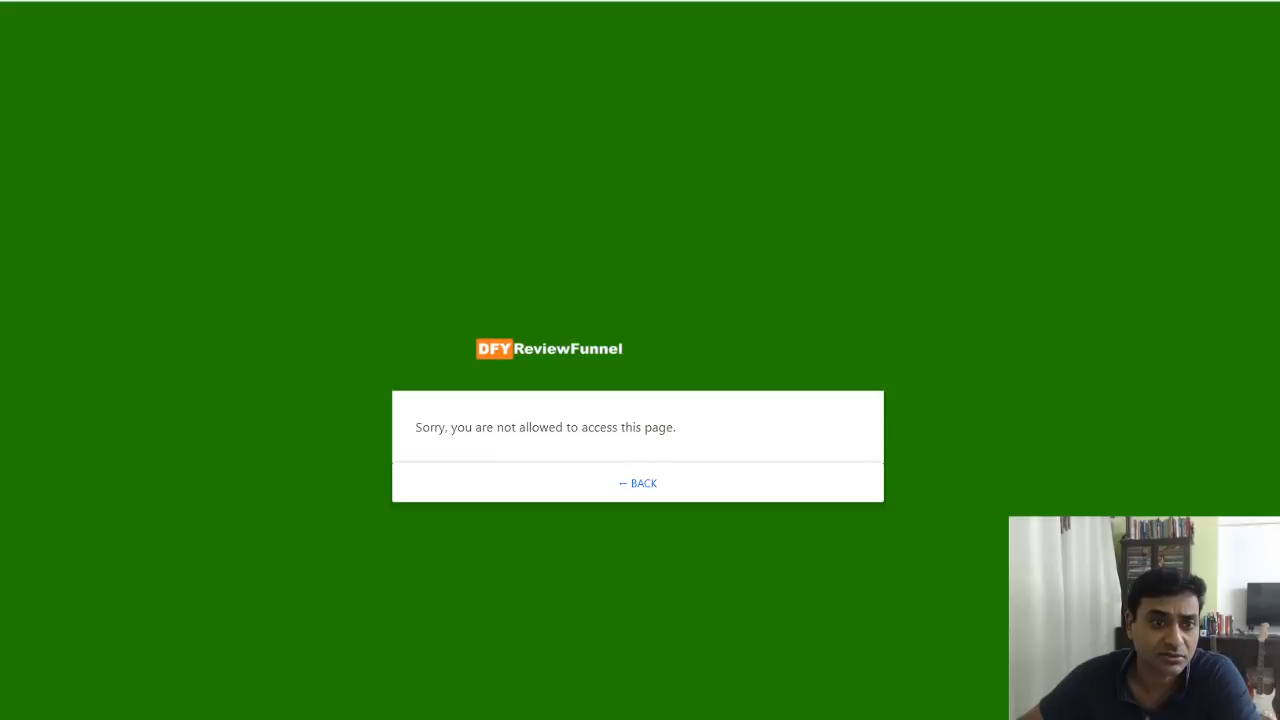 DFYReviewFunnel
Sorry, you are not allowed to access this page.
← BACK